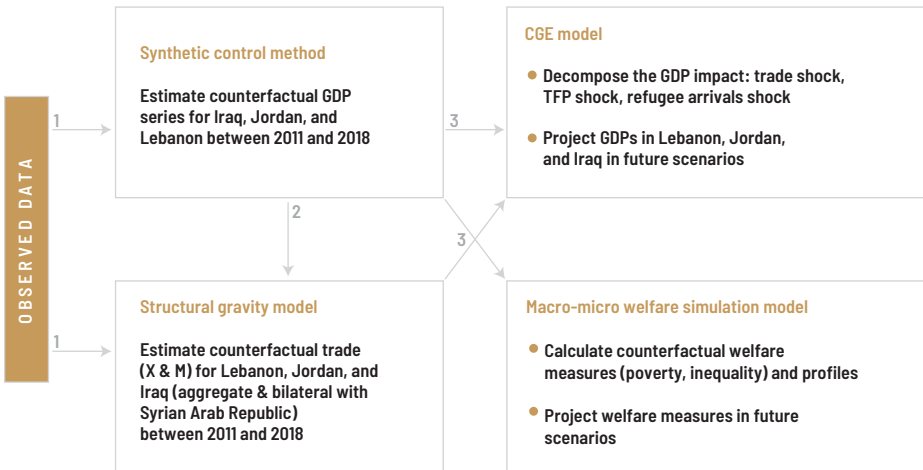 OBSERVED DATA
1
Synthetic control method
Estimate counterfactual GDP
series for Iraq, Jordan, and
Lebanon between 2011 and 2018
3
CGE model
Decompose the GDP impact: trade shock,
TFP shock, refugee arrivals shock
Project GDPs in Lebanon, Jordan,
and Iraq in future scenarios
2
3
1
Structural gravity model
Estimate counterfactual trade
(X & M) for Lebanon, Jordan, and
Iraq (aggregate & bilateral with
Syrian Arab Republic)
between 2011 and 2018
Macro-micro welfare simulation model
Calculate counterfactual welfare
measures (poverty, inequality) and profiles
Project welfare measures in future
scenarios